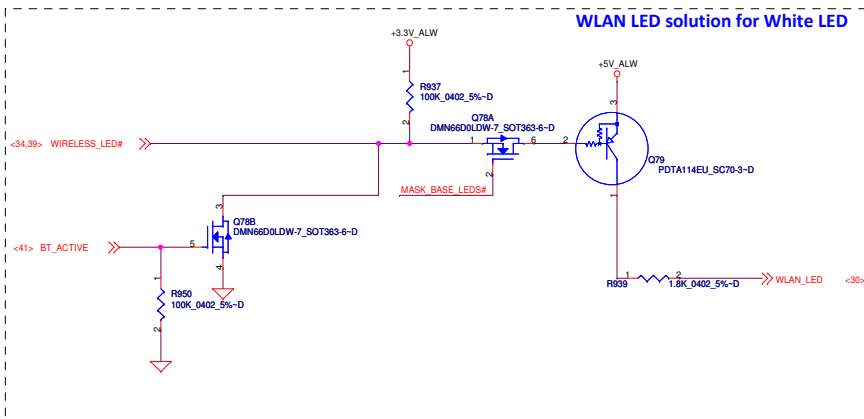 WLAN LED solution for White LED
+3.3V_ALW
+5V_ALW
1
R937
100K_0402_5%~D
2
Q78A
DMN66D0LDW-7_SOT363-6~D
3
<34,39> WIRELESS_LED#
1
6
2
Q79
PDTA114EU_SC70-3~D
2
MASK_BASE_LEDS#
1
3
Q78B
DMN66D0LDW-7_SOT363-6~D
<41> BT_ACTIVE
5
4
1
R950
100K_0402_5%~D
2
R939
1
2
1.8K_0402_5%~D
WLAN_LED
<30>